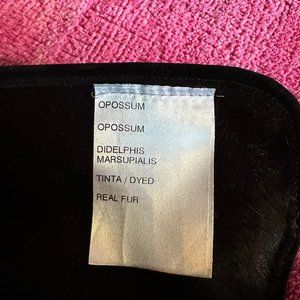 OPOSSUM
OPOSSUM
DIDELPHIS
MARSUPIALIS
TINTA / DYED
REAL FUR